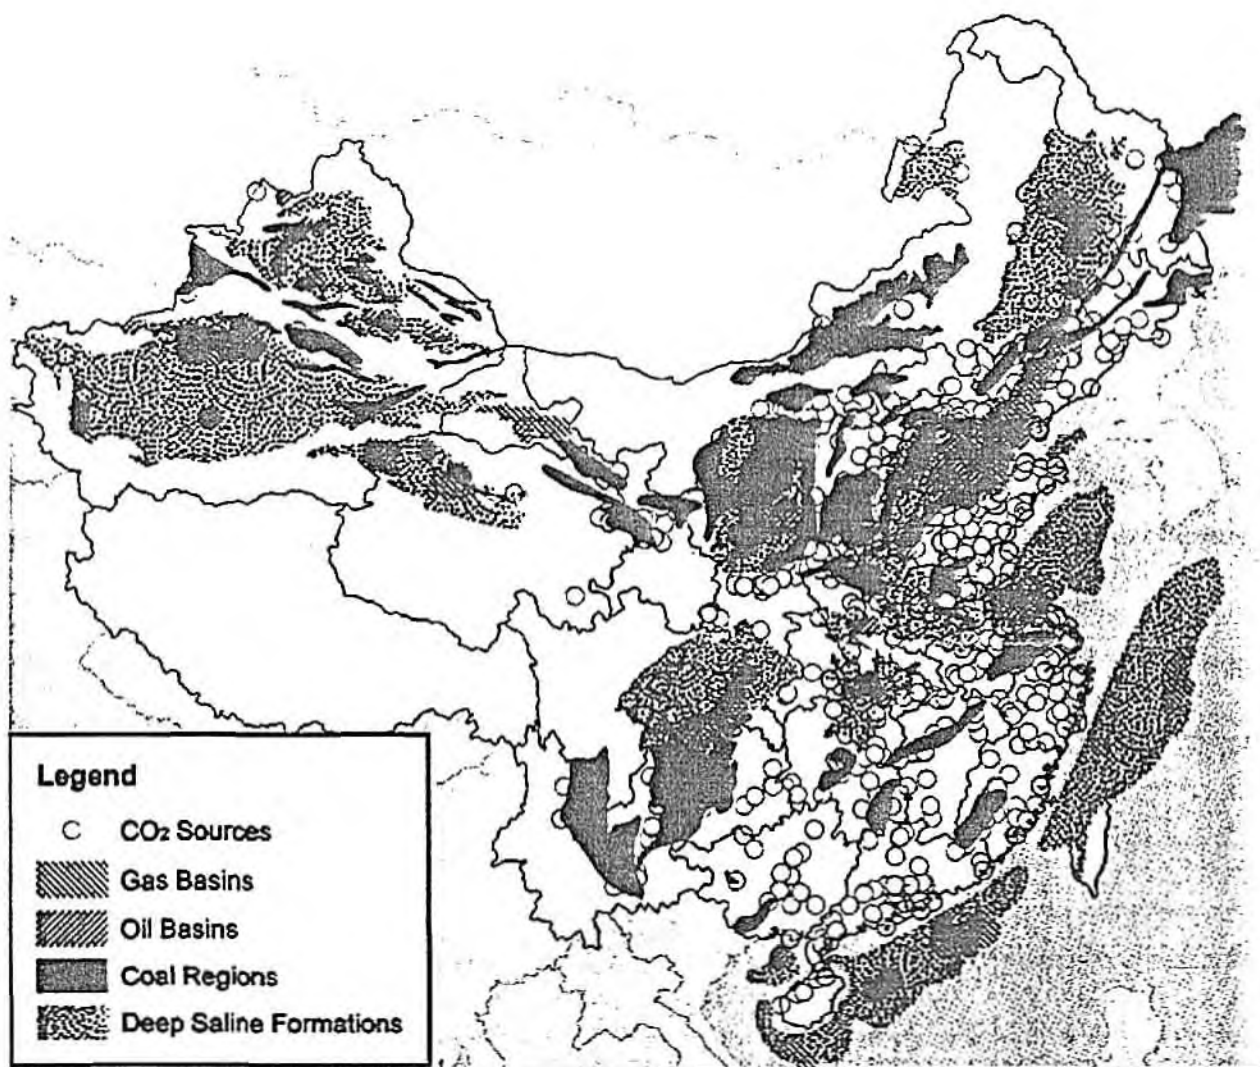 Legend
CO₂ Sources
Gas Basins
Oil Basins
Coal Regions
Deep Saline Formations